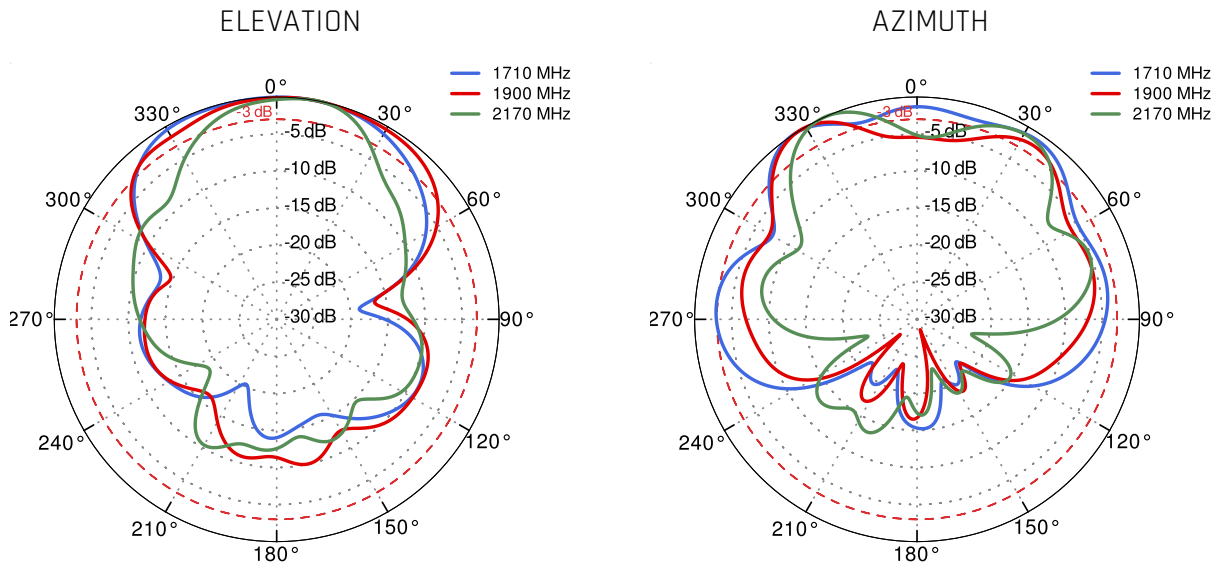 ELEVATION
1710 MHz
1900 MHz
2170 MHz
0°
30°
60°
90°
120°
150°
180°
210°
240°
270°
300°
330°
-3 dB
-5 dB
-10 dB
-15 dB
-20 dB
-25 dB
-30 dB
AZIMUTH
1710 MHz
1900 MHz
2170 MHz
0°
30°
60°
90°
120°
150°
180°
210°
240°
270°
300°
330°
-3 dB
-5 dB
-10 dB
-15 dB
-20 dB
-25 dB
-30 dB